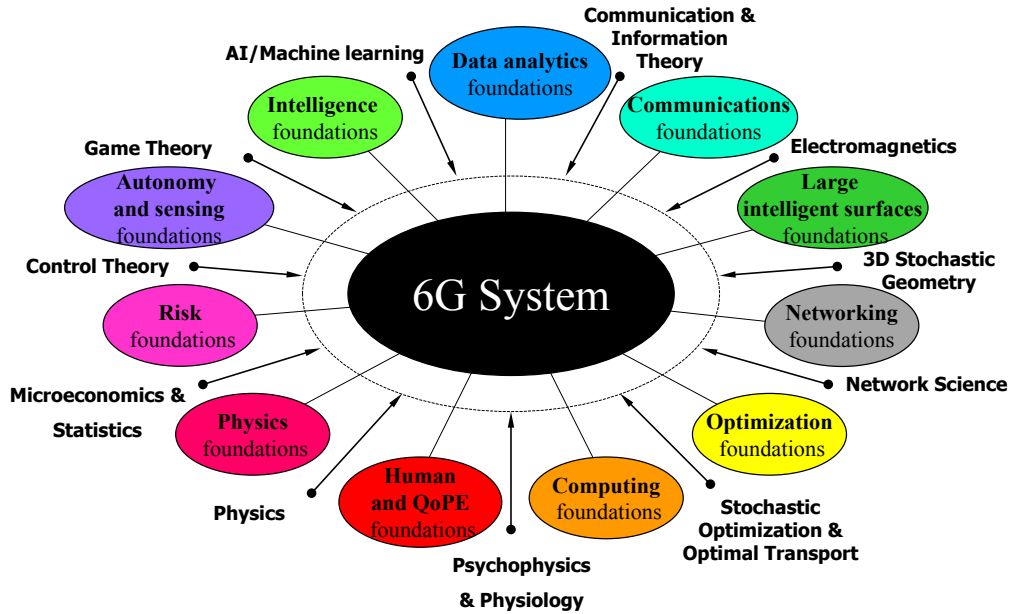 Communication &
Information
Theory
AI/Machine learning
Data analytics
foundations
Intelligence
foundations
Communications
foundations
Game Theory
Electromagnetics
Autonomy
and sensing
foundations
Large
intelligent surfaces
foundations
Control Theory
3D Stochastic
Geometry
6G System
Risk
foundations
Networking
foundations
Microeconomics &
Statistics
Network Science
Physics
foundations
Optimization
foundations
Human
and QoPE
foundations
Computing
foundations
Physics
Stochastic
Optimization &
Optimal Transport
Psychophysics
& Physiology